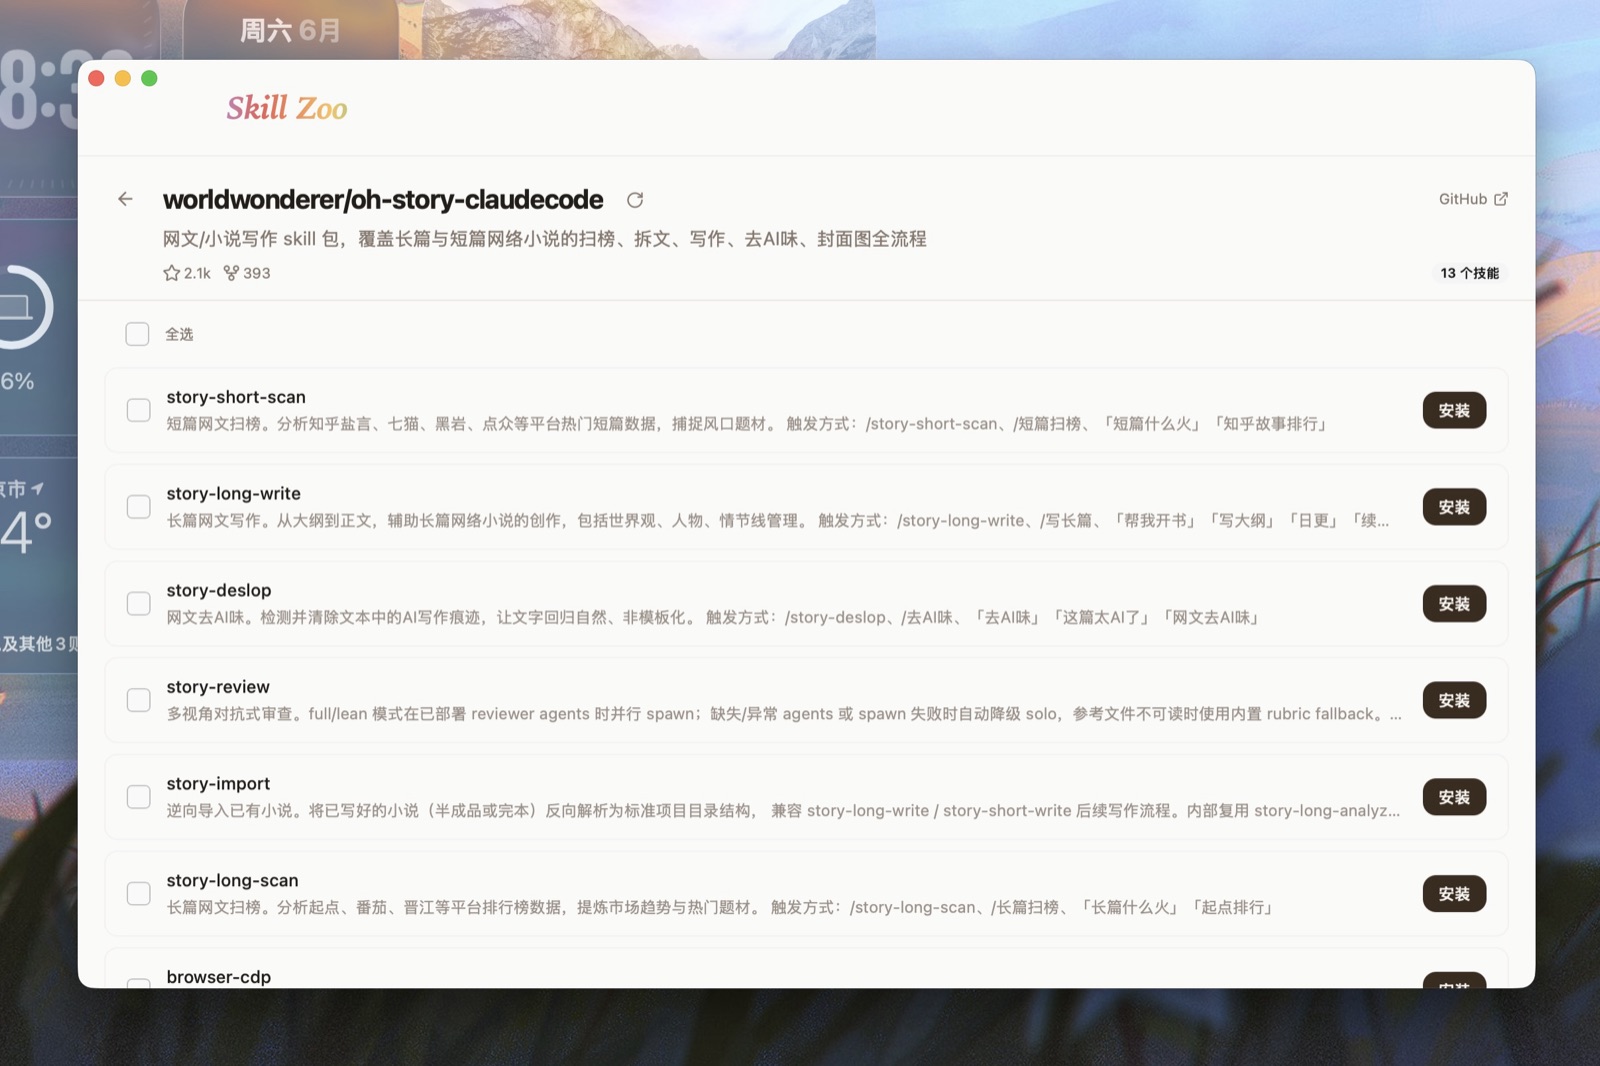 周六 6月
8:3
6%
京市
4°
及其他 3 则
Skill Zoo
worldwonderer/oh-story-claudecode
GitHub
网文/小说写作 skill 包，覆盖长篇与短篇网络小说的扫榜、拆文、写作、去AI味、封面图全流程
2.1k 393
13 个技能
全选
story-short-scan
短篇网文扫榜。分析知乎盐言、七猫、黑岩、点众等平台热门短篇数据，捕捉风口题材。 触发方式：/story-short-scan、/短篇扫榜、「短篇什么火」「知乎故事排行」
安装
story-long-write
长篇网文写作。从大纲到正文，辅助长篇网络小说的创作，包括世界观、人物、情节线管理。 触发方式：/story-long-write、/写长篇、「帮我开书」「写大纲」「日更」「续...
安装
story-deslop
网文去AI味。检测并清除文本中的AI写作痕迹，让文字回归自然、非模板化。 触发方式：/story-deslop、/去AI味、「去AI味」「这篇太AI了」「网文去AI味」
安装
story-review
多视角对抗式审查。full/lean 模式在已部署 reviewer agents 时并行 spawn；缺失/异常 agents 或 spawn 失败时自动降级 solo，参考文件不可读时使用内置 rubric fallback。...
安装
story-import
逆向导入已有小说。将已写好的小说（半成品或完本）反向解析为标准项目目录结构， 兼容 story-long-write / story-short-write 后续写作流程。内部复用 story-long-analyz...
安装
story-long-scan
长篇网文扫榜。分析起点、番茄、晋江等平台排行榜数据，提炼市场趋势与热门题材。 触发方式：/story-long-scan、/长篇扫榜、「长篇什么火」「起点排行」
安装
browser-cdp
安装